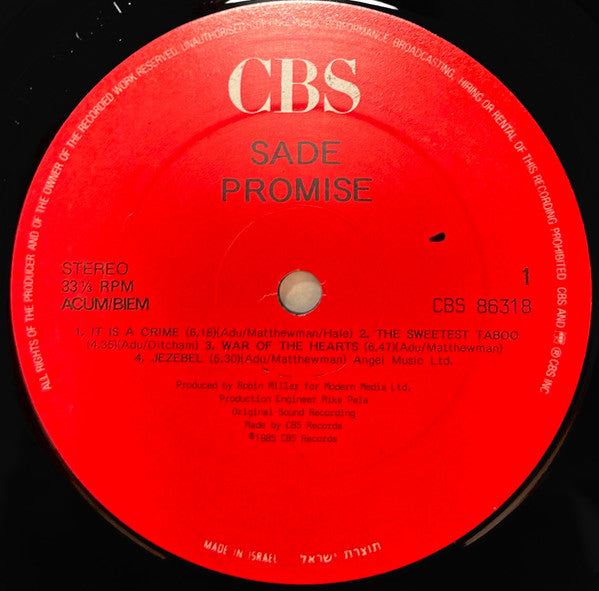 ALL RIGHTS OF THE PRODUCER AND OF THE OWNER OF THE RECORDED WORK RESERVED. UNAUTHORISED COPYING, PUBLIC PERFORMANCE, BROADCASTING, HIRING OR RENTAL OF THIS RECORDING PROHIBITED CBS AND ℗ CBS INC
CBS
SADE
PROMISE
STEREO
33⅓ RPM
ACUM/BIEM
1
CBS 86318
1. IT IS A CRIME (6,18)(Adu/Matthewman/Hale) 2. THE SWEETEST TABOO
(4,35)(Adu/Ditcham) 3. WAR OF THE HEARTS (6,47)(Adu/Matthewman)
4. JEZEBEL (5,30)(Adu/Matthewman) Angel Music Ltd.
Produced by Robin Millar for Modern Media Ltd.
Production Engineer Mike Pela
Original Sound Recording
Made by CBS Records
℗1985 CBS Records
MADE IN ISRAEL תוצרת ישראל